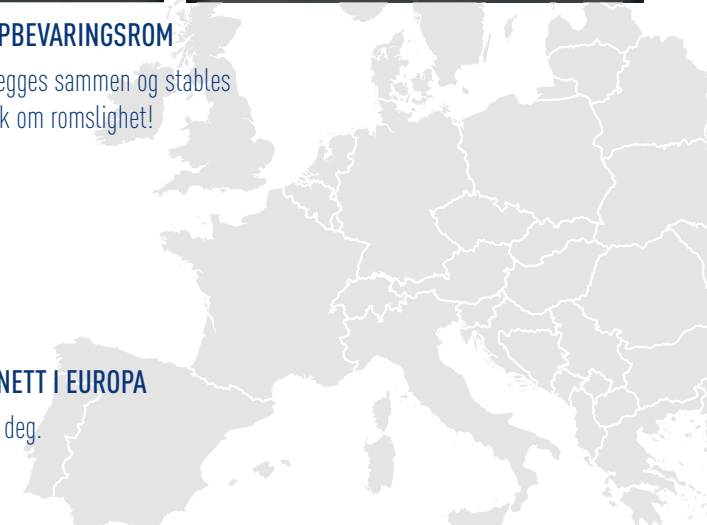 PBEVARINGSROM
egges sammen og stables
k om romslighet!
NETT I EUROPA
deg.